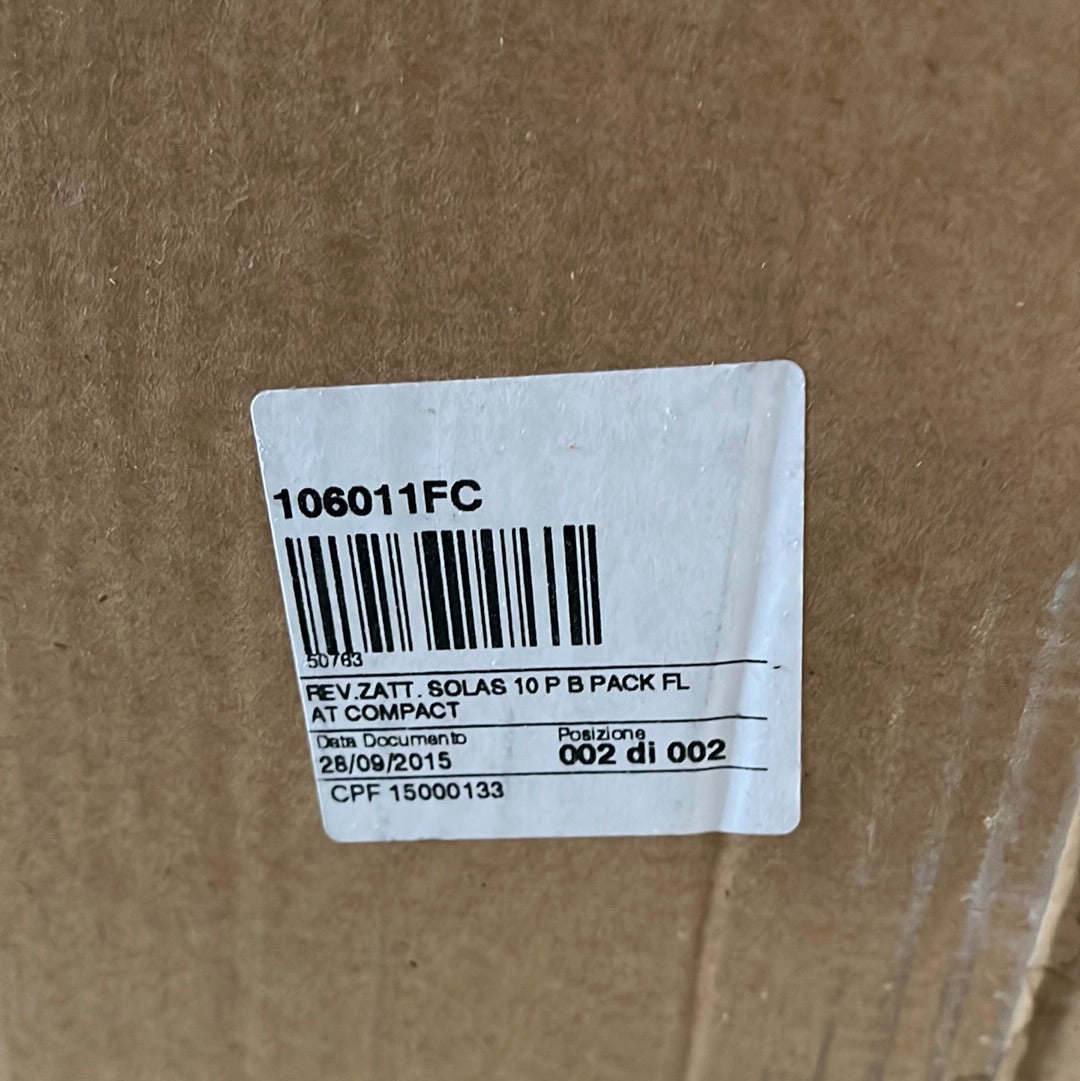 106011FC
50763
REV.ZATT. SOLAS 10 P B PACK FL
AT COMPACT
Data Documento
Posizione
28/09/2015
002 di 002
CPF 15000133